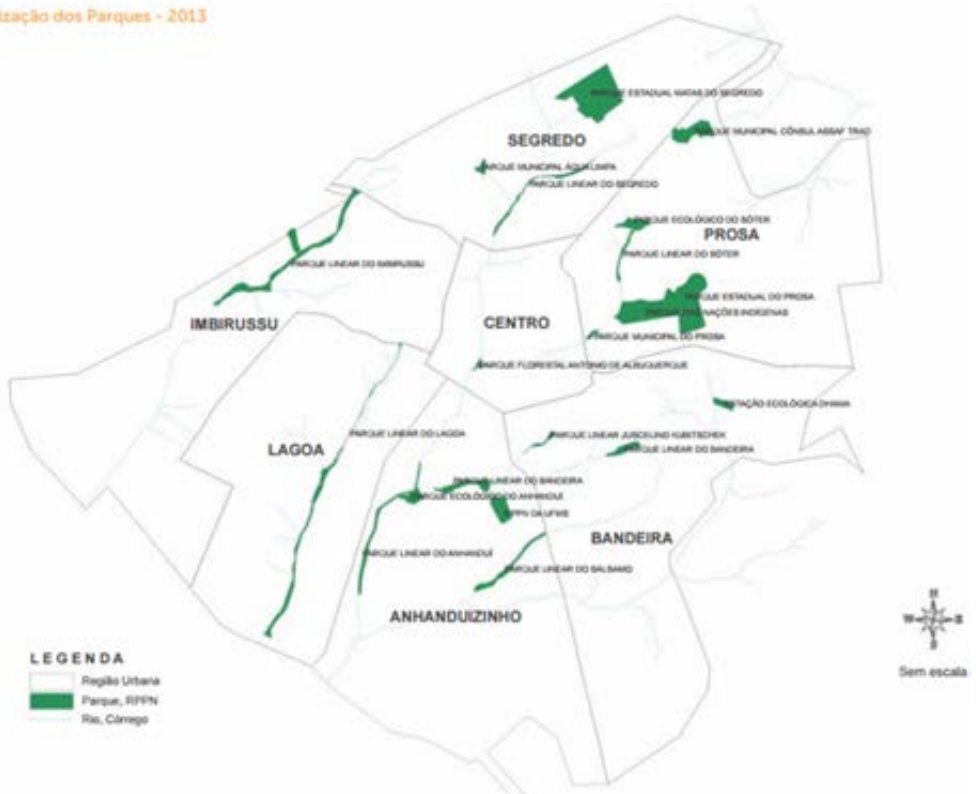 ização dos Parques - 2013
PARQUE ESTADUAL MATAS DO SEGREDO
PARQUE MUNICIPAL CÔNSUL ASSAF TRAD
SEGREDO
PARQUE MUNICIPAL ÁGUA LIMPA
PARQUE LINEAR DO SEGREDO
PARQUE ECOLÓGICO DO SÓTER
PROSA
PARQUE LINEAR DO SÓTER
PARQUE LINEAR DO IMBIRUSSU
PARQUE ESTADUAL DO PROSA
NAÇÕES INDÍGENAS
IMBIRUSSU
CENTRO
PARQUE MUNICIPAL DO PROSA
PARQUE FLORESTAL ANTONIO DE ALBUQUERQUE
ESTAÇÃO ECOLÓGICA DHAMA
PARQUE LINEAR DO LAGOA
PARQUE LINEAR JUSCELINO KUBITSCHEK
LAGOA
PARQUE LINEAR DO BANDEIRA
PARQUE LINEAR DO BANDEIRA
PARQUE ECOLÓGICO DO ANHANDUÍ
RPPN DA UFMS
BANDEIRA
PARQUE LINEAR DO ANHANDUÍ
PARQUE LINEAR DO BÁLSAMO
ANHANDUIZINHO
LEGENDA
Região Urbana
Parque, RPPN
Rio, Córrego
N
W E
S
Sem escala